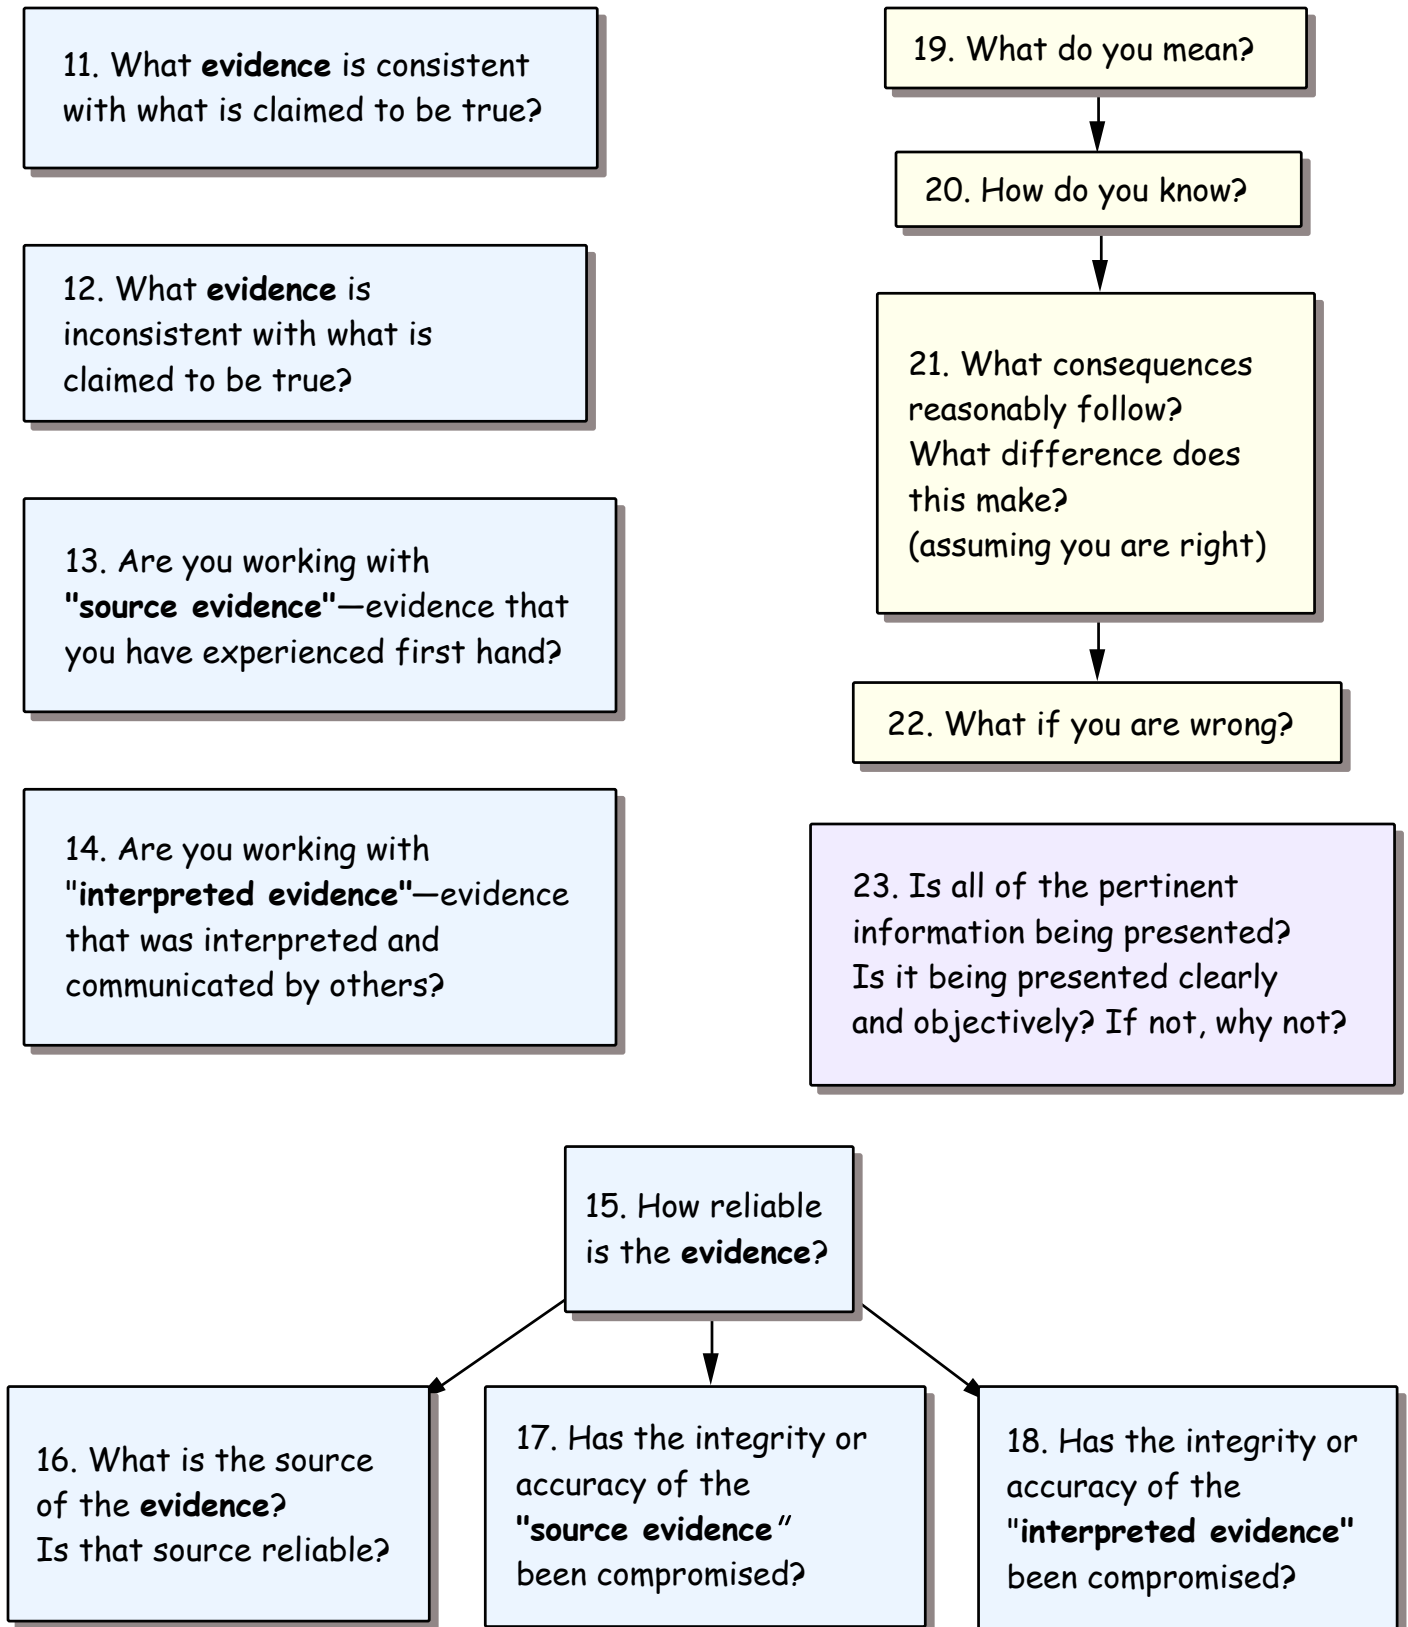 11. What evidence is consistent
with what is claimed to be true?
12. What evidence is
inconsistent with what is
claimed to be true?
13. Are you working with
"source evidence"—evidence that
you have experienced first hand?
14. Are you working with
"interpreted evidence"—evidence
that was interpreted and
communicated by others?
19. What do you mean?
20. How do you know?
21. What consequences
reasonably follow?
What difference does
this make?
(assuming you are right)
22. What if you are wrong?
23. Is all of the pertinent
information being presented?
Is it being presented clearly
and objectively? If not, why not?
15. How reliable
is the evidence?
16. What is the source
of the evidence?
Is that source reliable?
17. Has the integrity or
accuracy of the
"source evidence"
been compromised?
18. Has the integrity or
accuracy of the
"interpreted evidence"
been compromised?